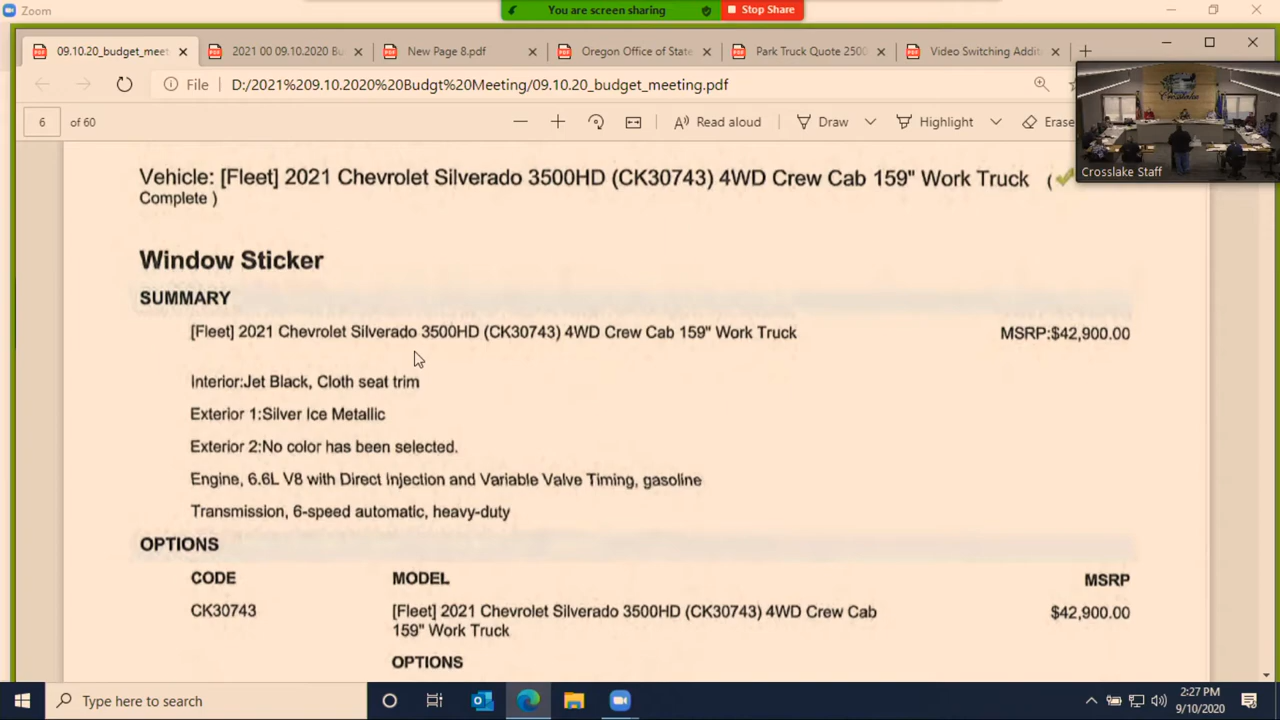 Zoom
You are screen sharing
Stop Share
09.10.20_budget_meet
2021 00 09.10.2020 Bu
New Page 8.pdf
Oregon Office of State
Park Truck Quote 2500
Video Switching Addit
File
D:/2021%209.10.2020%20Budgt%20Meeting/09.10.20_budget_meeting.pdf
6 of 60
Read aloud
Draw
Highlight
Erase
Crosslake Staff
Vehicle: [Fleet] 2021 Chevrolet Silverado 3500HD (CK30743) 4WD Crew Cab 159" Work Truck (
Complete )
Window Sticker
SUMMARY
[Fleet] 2021 Chevrolet Silverado 3500HD (CK30743) 4WD Crew Cab 159" Work Truck MSRP:$42,900.00
Interior:Jet Black, Cloth seat trim
Exterior 1:Silver Ice Metallic
Exterior 2:No color has been selected.
Engine, 6.6L V8 with Direct Injection and Variable Valve Timing, gasoline
Transmission, 6-speed automatic, heavy-duty
OPTIONS
CODE MODEL MSRP
CK30743 [Fleet] 2021 Chevrolet Silverado 3500HD (CK30743) 4WD Crew Cab $42,900.00
159" Work Truck
OPTIONS
Type here to search
2:27 PM
9/10/2020